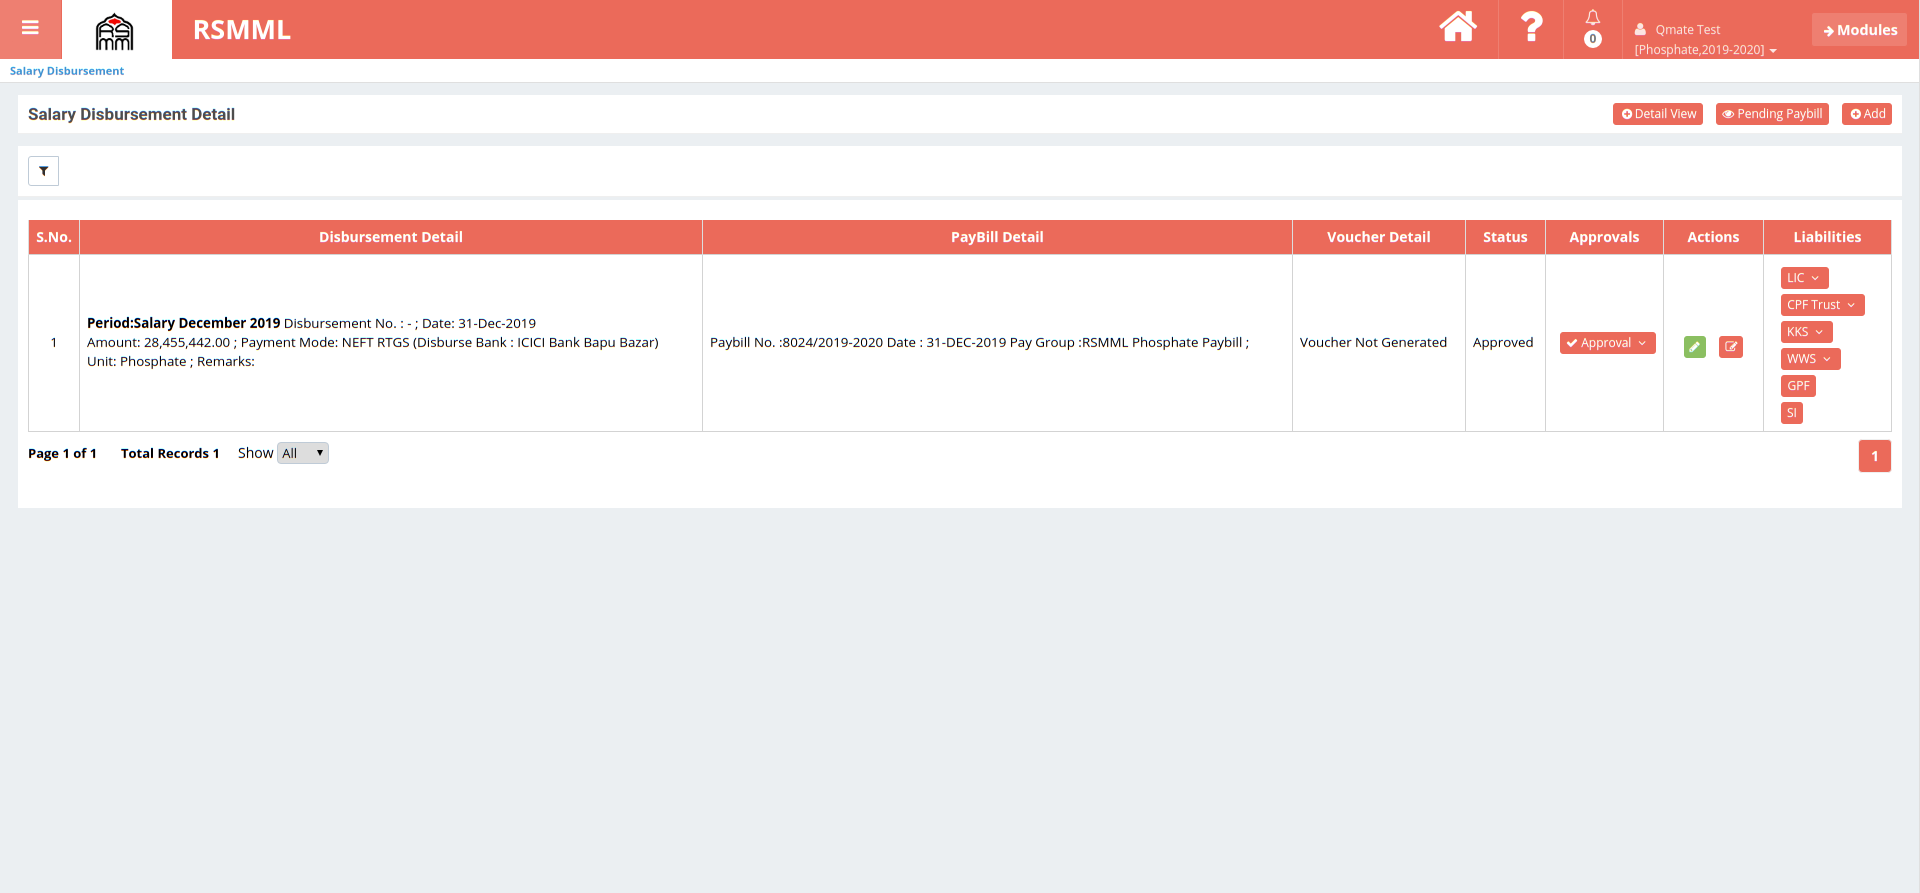 RSMML
0
Qmate Test
[Phosphate,2019-2020]
Modules
Salary Disbursement
Salary Disbursement Detail
Detail View
Pending Paybill
Add
S.No.
Disbursement Detail
PayBill Detail
Voucher Detail
Status
Approvals
Actions
Liabilities
1
Period:Salary December 2019 Disbursement No. : - ; Date: 31-Dec-2019
Amount: 28,455,442.00 ; Payment Mode: NEFT RTGS (Disburse Bank : ICICI Bank Bapu Bazar)
Unit: Phosphate ; Remarks:
Paybill No. :8024/2019-2020 Date : 31-DEC-2019 Pay Group :RSMML Phosphate Paybill ;
Voucher Not Generated
Approved
Approval
LIC
CPF Trust
KKS
WWS
GPF
SI
Page 1 of 1
Total Records 1
Show All
1